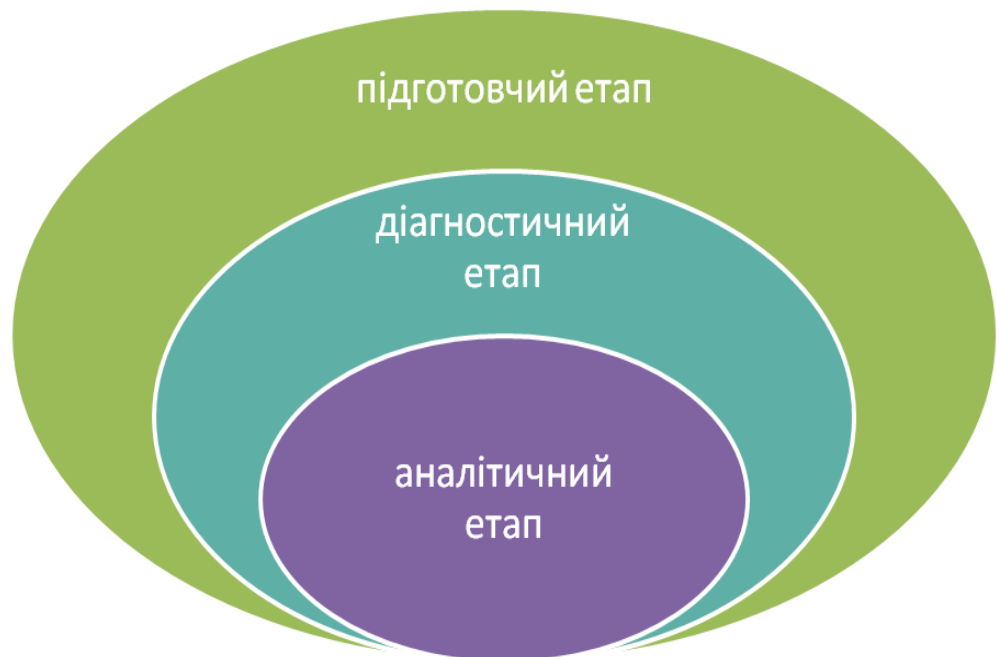 підготовчий етап
діагностичний
етап
аналітичний
етап